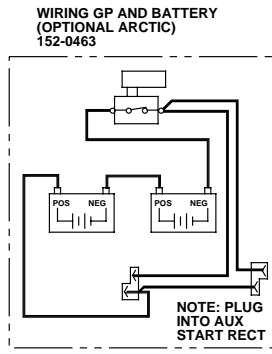 WIRING GP AND BATTERY
(OPTIONAL ARCTIC)
152-0463
POS NEG POS NEG
NOTE: PLUG
INTO AUX
START RECT